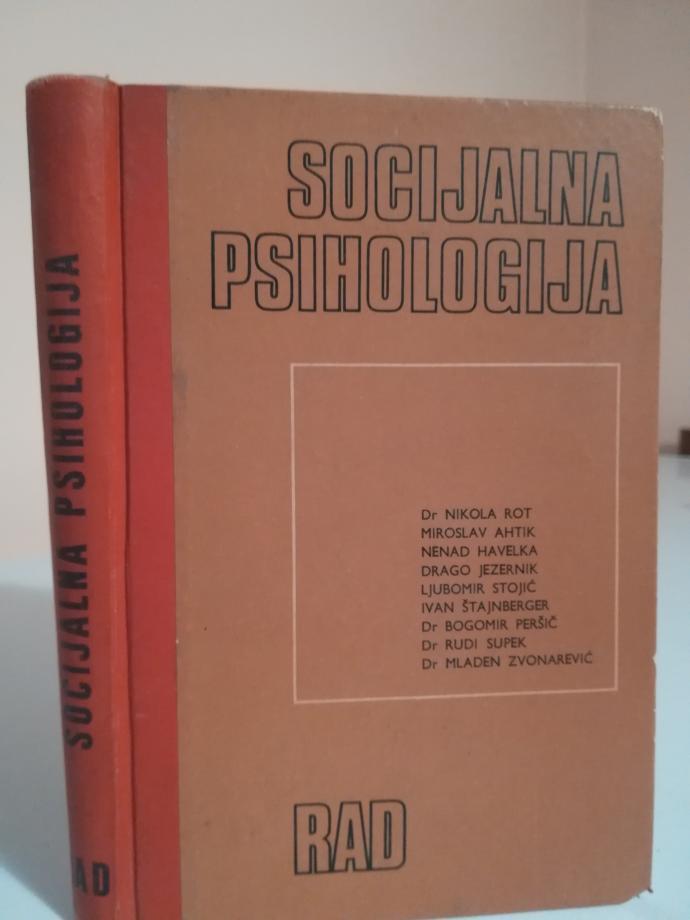 SOCIJALNA
PSIHOLOGIJA
Dr NIKOLA ROT
MIROSLAV AHTIK
NENAD HAVELKA
DRAGO JEZERNIK
LJUBOMIR STOJIĆ
IVAN ŠTAJNBERGER
Dr BOGOMIR PERŠIČ
Dr RUDI SUPEK
Dr MLADEN ZVONAREVIĆ
RAD
SOCIJALNA PSIHOLOGIJA
RAD